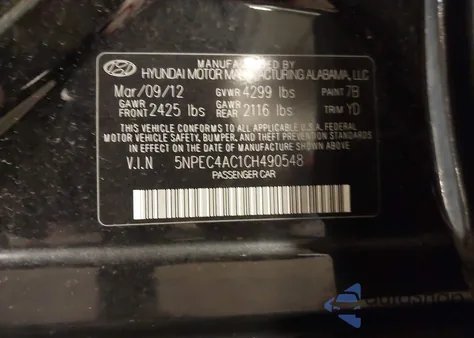 MANUFACTURED BY
HYUNDAI MOTOR MANUFACTURING ALABAMA, LLC
Mar/09/12 GVWR 4299 lbs PAINT 7B
GAWR FRONT 2425 lbs GAWR REAR 2116 lbs TRIM YD
THIS VEHICLE CONFORMS TO ALL APPLICABLE U.S.A. FEDERAL
MOTOR VEHICLE SAFETY, BUMPER, AND THEFT PREVENTION STANDARDS
IN EFFECT ON THE DATE OF MANUFACTURE SHOWN ABOVE.
V.I.N 5NPEC4AC1CH490548
PASSENGER CAR
autoshop